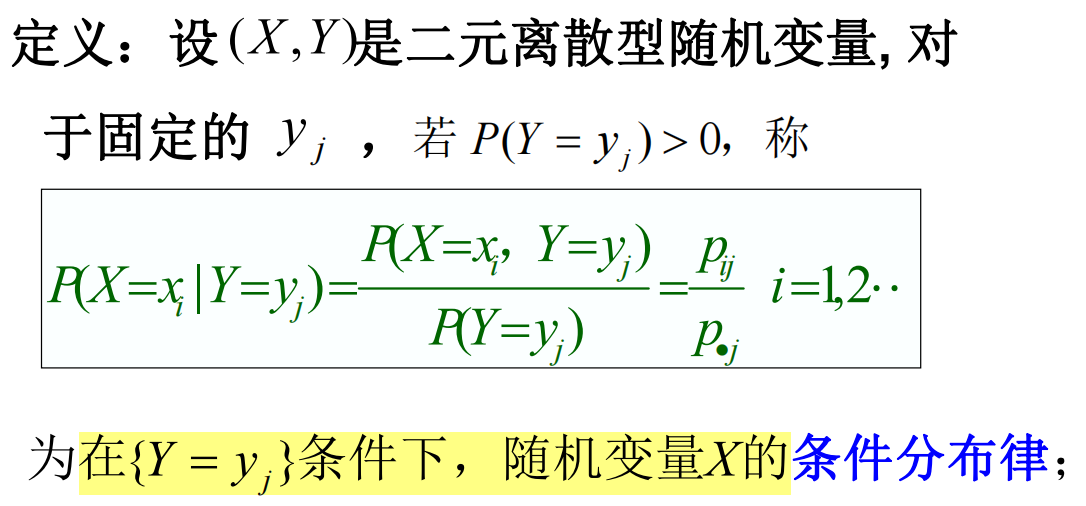 定义：设(X,Y)是二元离散型随机变量, 对
于固定的 y_j ，若 P(Y = y_j) > 0，称
P(X=x_i|Y=y_j)=\frac{P(X=x_i，Y=y_j)}{P(Y=y_j)}=\frac{p_{ij}}{p_{•j}} i=1,2··
为在{Y = y_j}条件下，随机变量X的条件分布律；